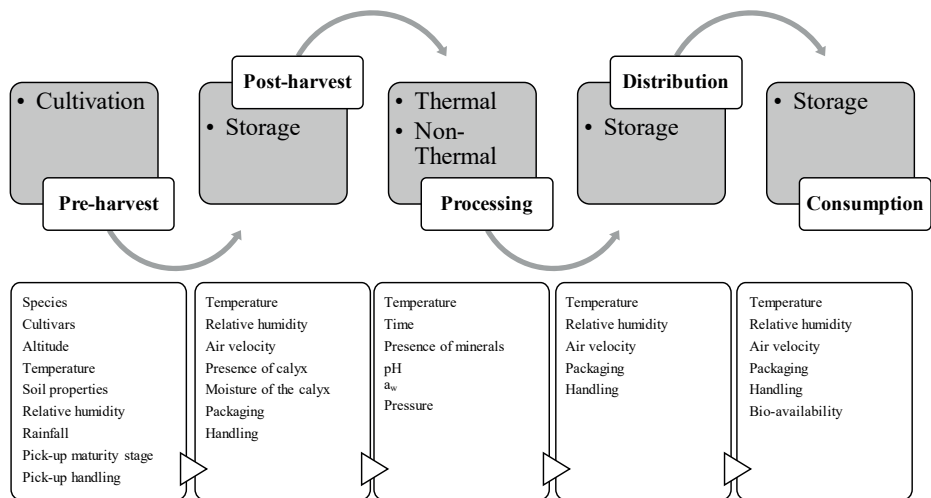 • Cultivation
Pre-harvest
Post-harvest
• Storage
• Thermal
• Non-
Thermal
Processing
Distribution
• Storage
• Storage
Consumption
Species
Cultivars
Altitude
Temperature
Soil properties
Relative humidity
Rainfall
Pick-up maturity stage
Pick-up handling
Temperature
Relative humidity
Air velocity
Presence of calyx
Moisture of the calyx
Packaging
Handling
Temperature
Time
Presence of minerals
pH
a_w
Pressure
Temperature
Relative humidity
Air velocity
Packaging
Handling
Temperature
Relative humidity
Air velocity
Packaging
Handling
Bio-availability